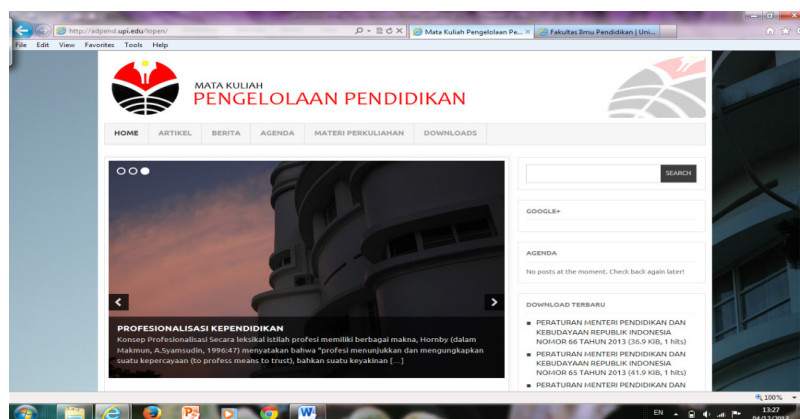 http://adpend.upi.edu/lopen/
Mata Kuliah Pengelolaan Pe...
Fakultas Ilmu Pendidikan | Uni...
File Edit View Favorites Tools Help
MATA KULIAH
PENGELOLAAN PENDIDIKAN
HOME ARTIKEL BERITA AGENDA MATERI PERKULIAHAN DOWNLOADS
SEARCH
GOOGLE+
AGENDA
No posts at the moment. Check back again later!
DOWNLOAD TERBARU
PERATURAN MENTERI PENDIDIKAN DAN
KEBUDAYAAN REPUBLIK INDONESIA
NOMOR 66 TAHUN 2013 (36.9 KIB, 1 hits)
PERATURAN MENTERI PENDIDIKAN DAN
KEBUDAYAAN REPUBLIK INDONESIA
NOMOR 65 TAHUN 2013 (41.9 KIB, 1 hits)
PERATURAN MENTERI PENDIDIKAN DAN
PROFESIONALISASI KEPENDIDIKAN
Konsep Profesionalisasi Secara leksikal istilah profesi memiliki berbagai makna, Hornby (dalam
Makmun, A.Syamsudin, 1996:47) menyatakan bahwa "profesi menunjukkan dan mengungkapkan
suatu kepercayaan (to profess means to trust), bahkan suatu keyakinan [...]
100%
EN
13:27
04/12/2013